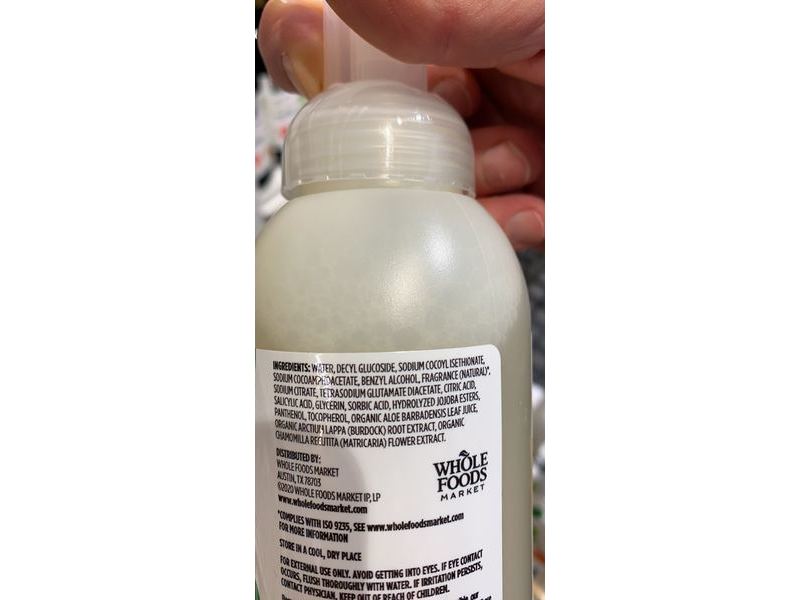 INGREDIENTS: WATER, DECYL GLUCOSIDE, SODIUM COCOYL ISETHIONATE,
SODIUM COCOAMPHOACETATE, BENZYL ALCOHOL, FRAGRANCE (NATURAL)*,
SODIUM CITRATE, TETRASODIUM GLUTAMATE DIACETATE, CITRIC ACID,
SALICYLIC ACID, GLYCERIN, SORBIC ACID, HYDROLYZED JOJOBA ESTERS,
PANTHENOL, TOCOPHEROL, ORGANIC ALOE BARBADENSIS LEAF JUICE,
ORGANIC ARCTIUM LAPPA (BURDOCK) ROOT EXTRACT, ORGANIC
CHAMOMILLA RECUTITA (MATRICARIA) FLOWER EXTRACT.
DISTRIBUTED BY:
WHOLE FOODS MARKET
AUSTIN, TX 78703
©2020 WHOLE FOODS MARKET IP, LP
www.wholefoodsmarket.com
WHOLE
FOODS
MARKET
*COMPLIES WITH ISO 9235, SEE www.wholefoodsmarket.com
FOR MORE INFORMATION
STORE IN A COOL, DRY PLACE
FOR EXTERNAL USE ONLY. AVOID GETTING INTO EYES. IF EYE CONTACT
OCCURS, FLUSH THOROUGHLY WITH WATER. IF IRRITATION PERSISTS,
CONTACT PHYSICIAN. KEEP OUT OF REACH OF CHILDREN.